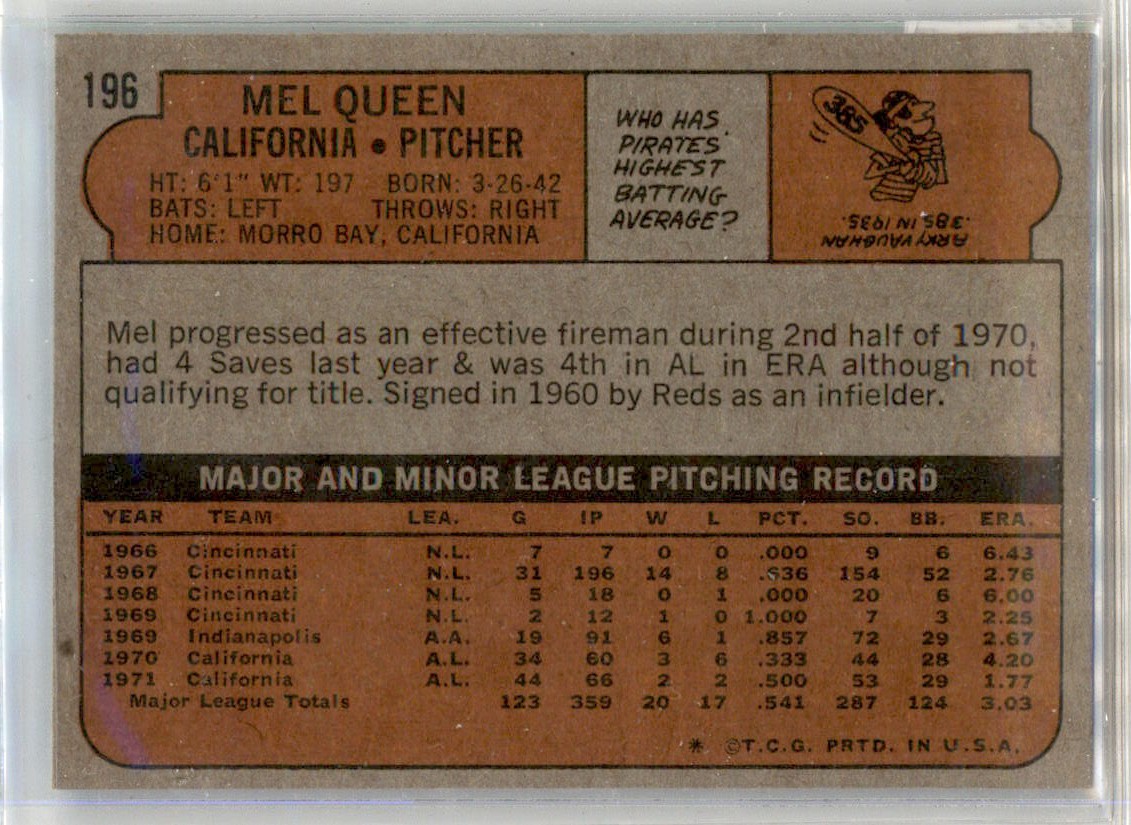 196
MEL QUEEN
CALIFORNIA • PITCHER
HT: 6'1" WT: 197 BORN: 3-26-42
BATS: LEFT THROWS: RIGHT
HOME: MORRO BAY, CALIFORNIA
WHO HAS
PIRATES
HIGHEST
BATTING
AVERAGE?
385
ARKY VAUGHAN
.385 IN 1935.
Mel progressed as an effective fireman during 2nd half of 1970,
had 4 Saves last year & was 4th in AL in ERA although not
qualifying for title. Signed in 1960 by Reds as an infielder.
MAJOR AND MINOR LEAGUE PITCHING RECORD
YEAR TEAM LEA. G IP W L PCT. SO. BB. ERA.
1966 Cincinnati N.L. 7 7 0 0 .000 9 6 6.43
1967 Cincinnati N.L. 31 196 14 8 .636 154 52 2.76
1968 Cincinnati N.L. 5 18 0 1 .000 20 6 6.00
1969 Cincinnati N.L. 2 12 1 0 1.000 7 3 2.25
1969 Indianapolis A.A. 19 91 6 1 .857 72 29 2.67
1970 California A.L. 34 60 3 6 .333 44 28 4.20
1971 California A.L. 44 66 2 2 .500 53 29 1.77
Major League Totals 123 359 20 17 .541 287 124 3.03
* ©T.C.G. PRTD. IN U.S.A.